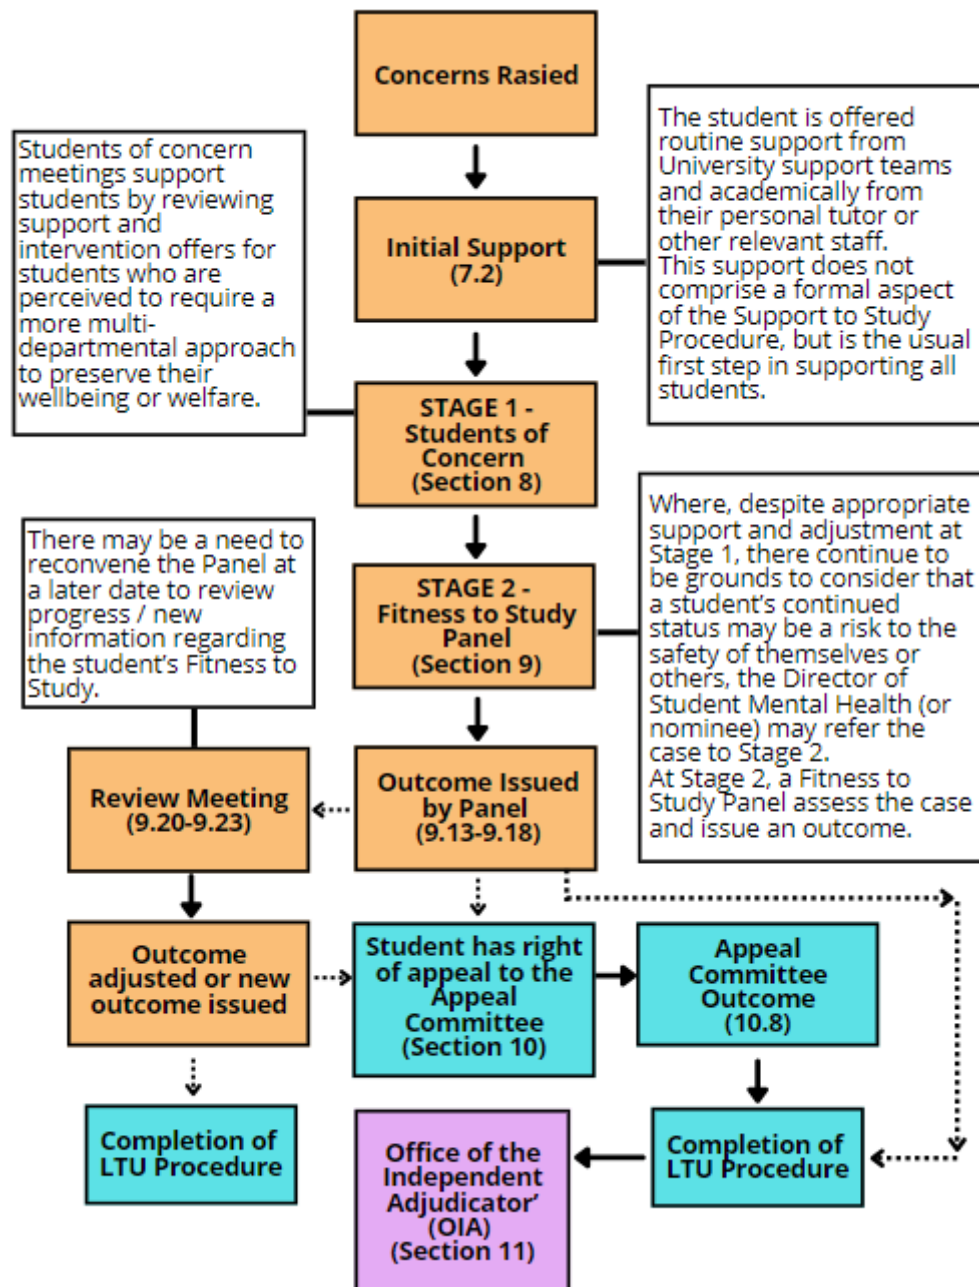 Concerns Rasied
Students of concern
meetings support
students by reviewing
support and
intervention offers for
students who are
perceived to require a
more multi-
departmental approach
to preserve their
wellbeing or welfare.
Initial Support
(7.2)
The student is offered
routine support from
University support teams
and academically from
their personal tutor or
other relevant staff.
This support does not
comprise a formal aspect
of the Support to Study
Procedure, but is the usual
first step in supporting all
students.
STAGE 1 -
Students of
Concern
(Section 8)
There may be a need to
reconvene the Panel at
a later date to review
progress / new
information regarding
the student's Fitness to
Study.
STAGE 2 -
Fitness to Study
Panel
(Section 9)
Where, despite appropriate
support and adjustment at
Stage 1, there continue to
be grounds to consider that
a student's continued
status may be a risk to the
safety of themselves or
others, the Director of
Student Mental Health (or
nominee) may refer the
case to Stage 2.
At Stage 2, a Fitness to
Study Panel assess the case
and issue an outcome.
Review Meeting
(9.20-9.23)
Outcome Issued
by Panel
(9.13-9.18)
Outcome
adjusted or new
outcome issued
Student has right
of appeal to the
Appeal
Committee
(Section 10)
Appeal
Committee
Outcome
(10.8)
Completion of
LTU Procedure
Office of the
Independent
Adjudicator'
(OIA)
(Section 11)
Completion of
LTU Procedure